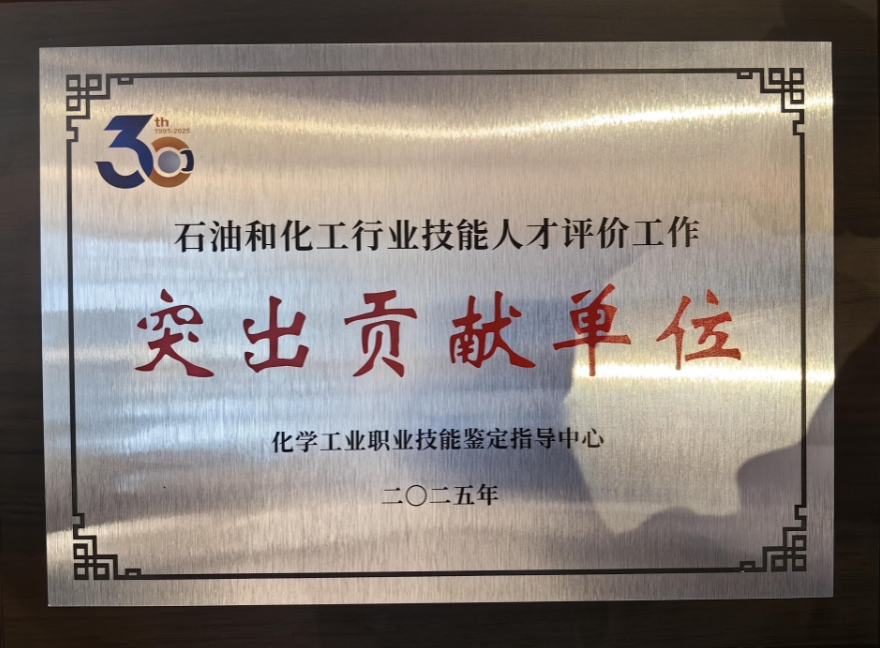 30th
1995-2025
石油和化工行业技能人才评价工作
突出贡献单位
化学工业职业技能鉴定指导中心
二〇二五年